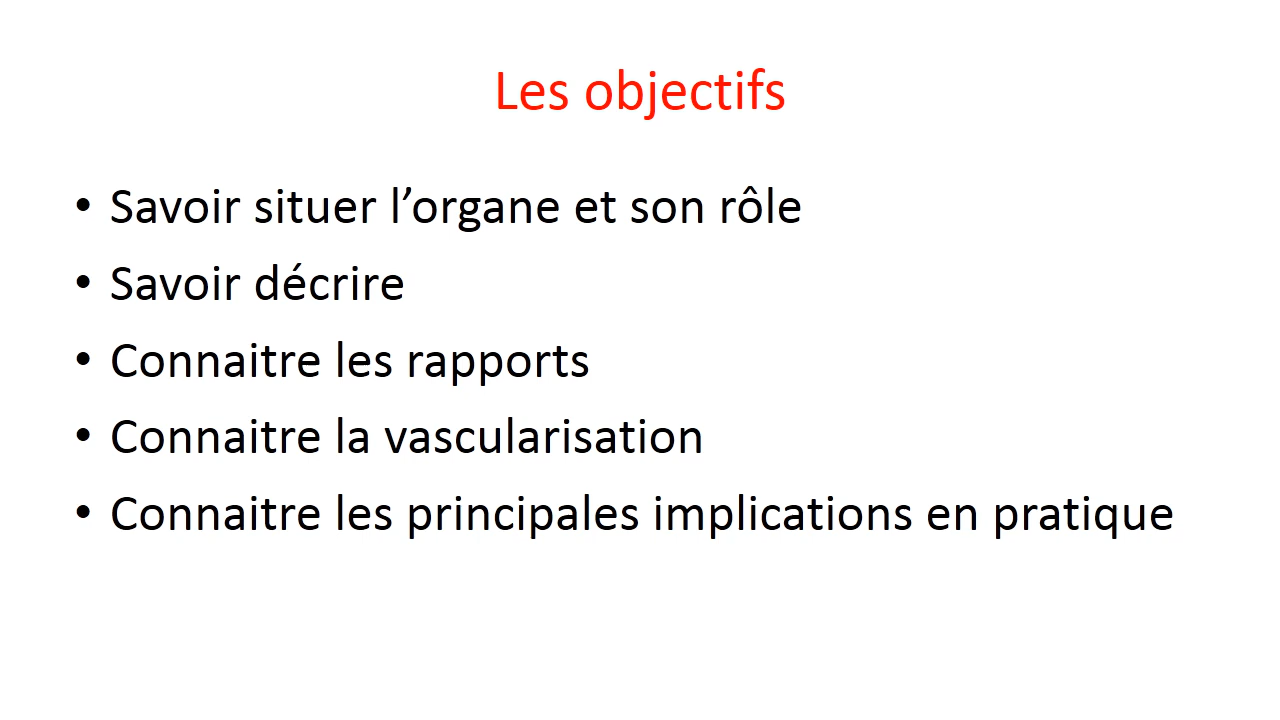 Les objectifs
• Savoir situer l’organe et son rôle
• Savoir décrire
• Connaitre les rapports
• Connaitre la vascularisation
• Connaitre les principales implications en pratique